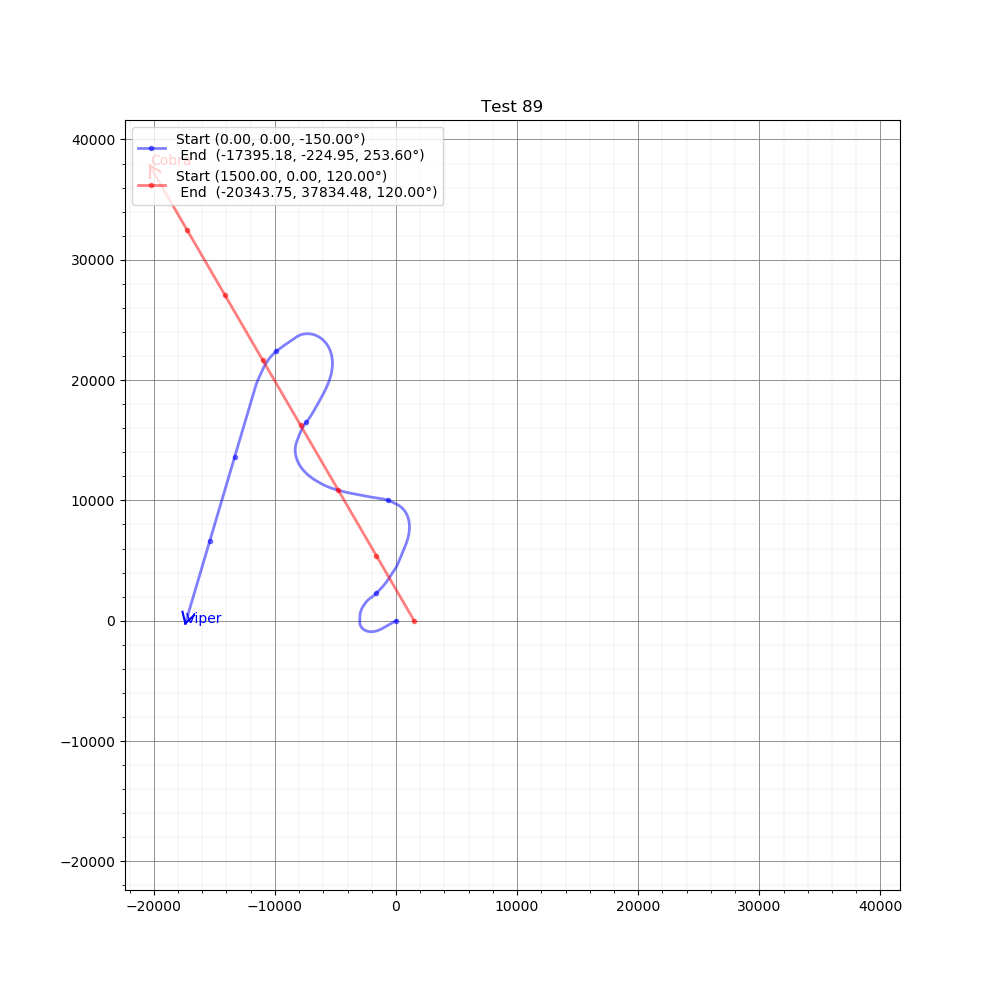 Test 89
Start (0.00, 0.00, -150.00°)
End (-17395.18, -224.95, 253.60°)
Cobra
Start (1500.00, 0.00, 120.00°)
End (-20343.75, 37834.48, 120.00°)
40000
30000
20000
10000
0
−10000
−20000
Viper
−20000 −10000 0 10000 20000 30000 40000